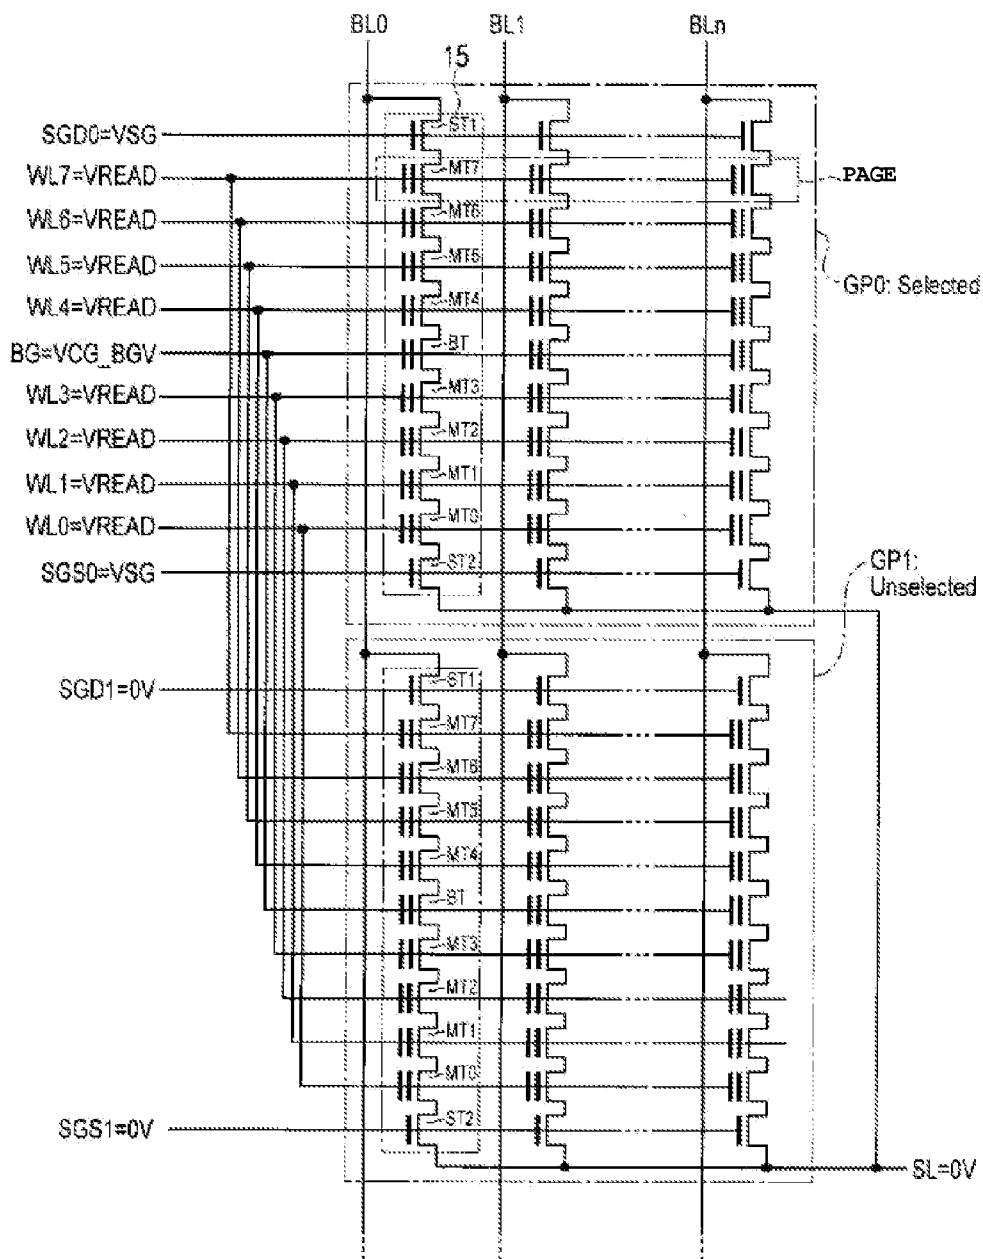 BL0 BL1 BLn
15
SGD0=VSG ST1
WL7=VREAD MT7 PAGE
WL6=VREAD MT6
WL5=VREAD MT5
GP0: Selected
WL4=VREAD MT4
BG=VCG_BGV BT
WL3=VREAD MT3
WL2=VREAD MT2
WL1=VREAD MT1
WL0=VREAD MT0
SGS0=VSG ST2
GP1:
Unselected
SGD1=0V ST1
MT7
MT6
MT5
MT4
BT
MT3
MT2
MT1
MT0
SGS1=0V ST2
SL=0V